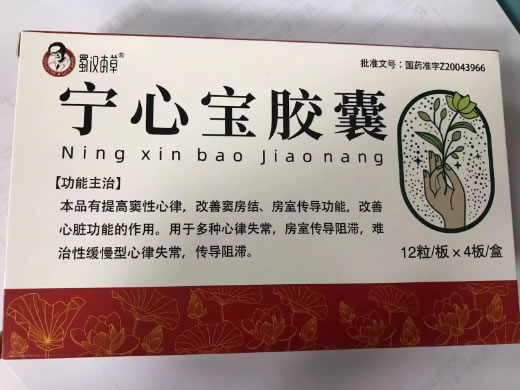 蜀汉本草®
批准文号：国药准字Z20043966
宁心宝胶囊
Ning xin bao Jiao nang
【功能主治】
本品有提高窦性心律，改善窦房结、房室传导功能，改善
心脏功能的作用。用于多种心律失常，房室传导阻滞，难
治性缓慢型心律失常，传导阻滞。
12粒/板×4板/盒